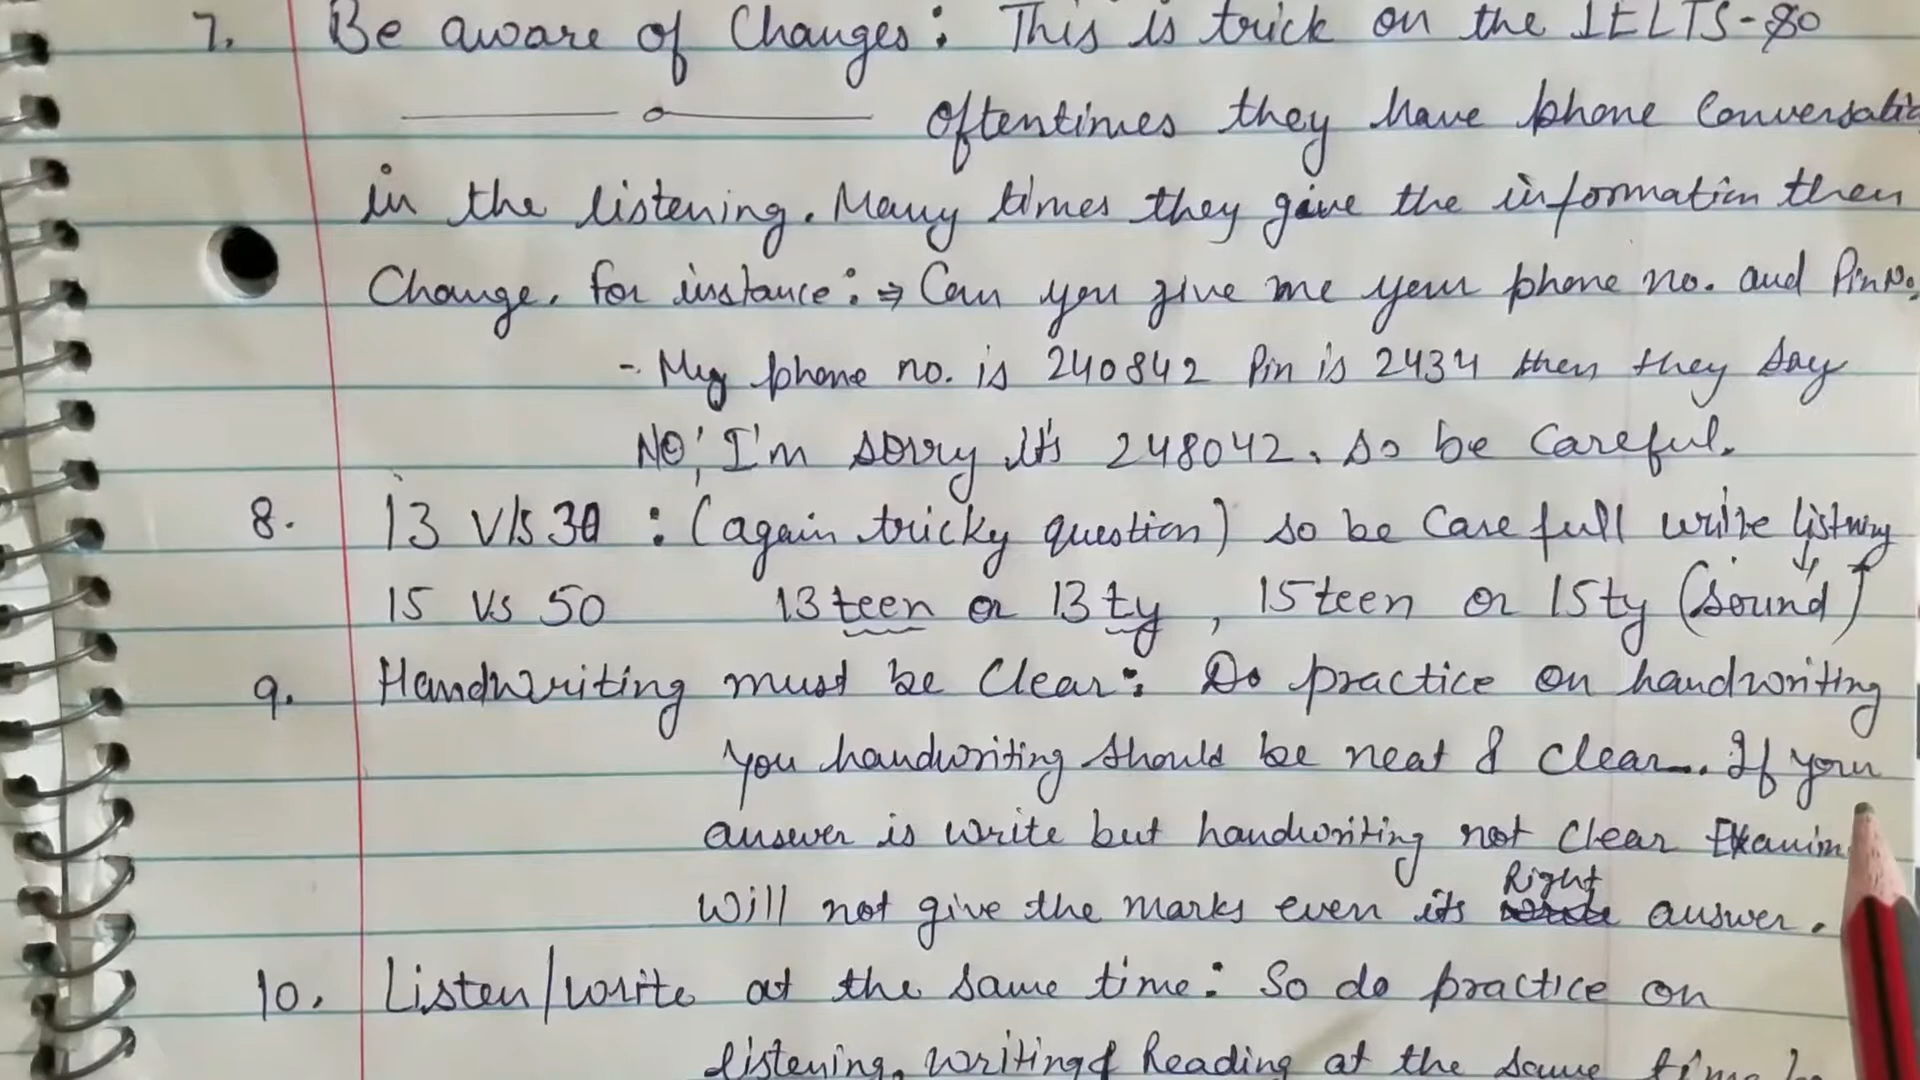 7. Be aware of Changes: This is trick on the IELTS-so
oftentimes they have phone Conversatio
in the listening. Many times they give the information then
Change. for instance: ⇒ Can you give me your phone no. and Pin No.
- My phone no. is 240842 Pin is 2434 then they say
NO! I'm sorry it's 248042. so be Careful.
8. 13 V/s 30 : (again tricky question) so be Care full write listning
15 vs 50 13teen or 13ty, 15teen or 15ty (sound)
9. Handwriting must be Clear: Do practice on handwriting
you handwriting should be neat & Clear. If your
answer is write but handwriting not Clear Examin
will not give the marks even its Right answer.
10. Listen/write at the same time: So do practice on
listening, writing & Reading at the same time